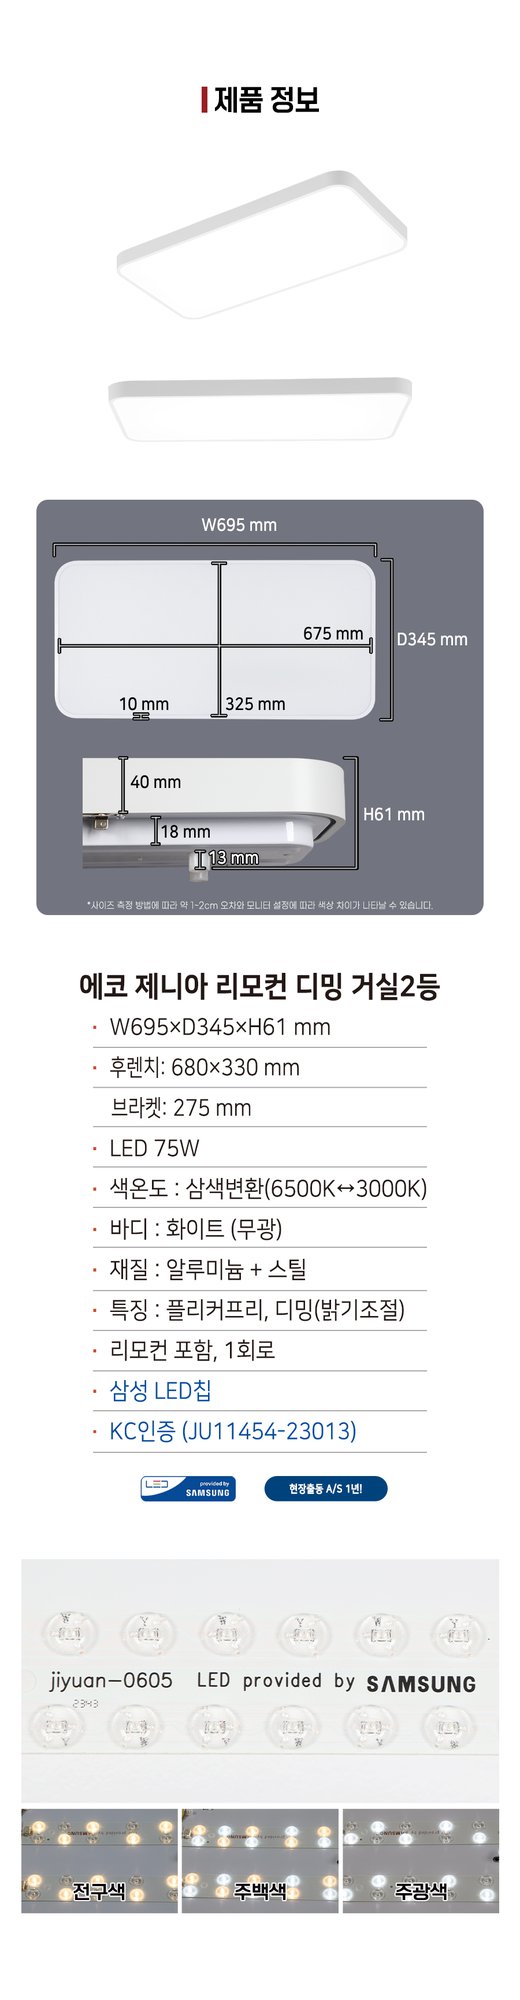 제품 정보
W695 mm
675 mm
D345 mm
10 mm
325 mm
40 mm
H61 mm
18 mm
13 mm
*사이즈 측정 방법에 따라 약 1~2cm 오차와 모니터 설정에 따라 색상 차이가 나타날 수 있습니다.
에코 제니아 리모컨 디밍 거실2등
· W695×D345×H61 mm
· 후렌치: 680×330 mm
브라켓: 275 mm
· LED 75W
· 색온도 : 삼색변환(6500K↔3000K)
· 바디 : 화이트 (무광)
· 재질 : 알루미늄 + 스틸
· 특징 : 플리커프리, 디밍(밝기조절)
· 리모컨 포함, 1회로
· 삼성 LED칩
· KC인증 (JU11454-23013)
LED provided by SAMSUNG
현장출동 A/S 1년!
jiyuan-0605 LED provided by SAMSUNG
2343
전구색
주백색
주광색